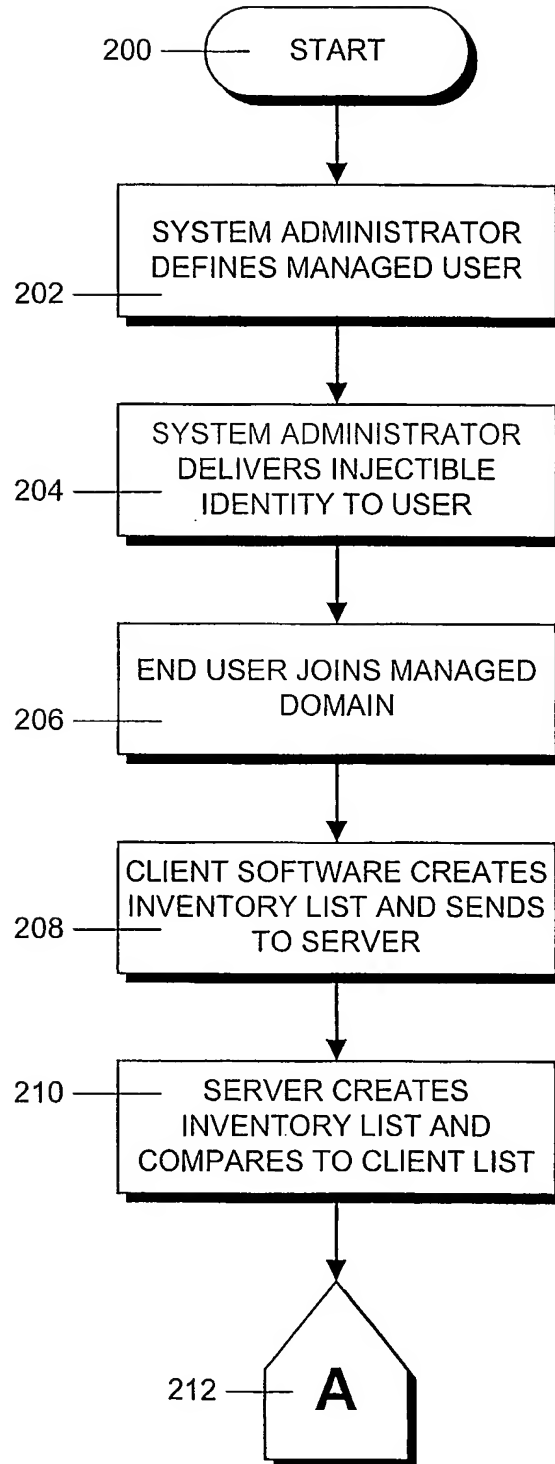 200
START
SYSTEM ADMINISTRATOR
DEFINES MANAGED USER
202
SYSTEM ADMINISTRATOR
DELIVERS INJECTIBLE
IDENTITY TO USER
204
END USER JOINS MANAGED
DOMAIN
206
CLIENT SOFTWARE CREATES
INVENTORY LIST AND SENDS
TO SERVER
208
210
SERVER CREATES
INVENTORY LIST AND
COMPARES TO CLIENT LIST
212
A